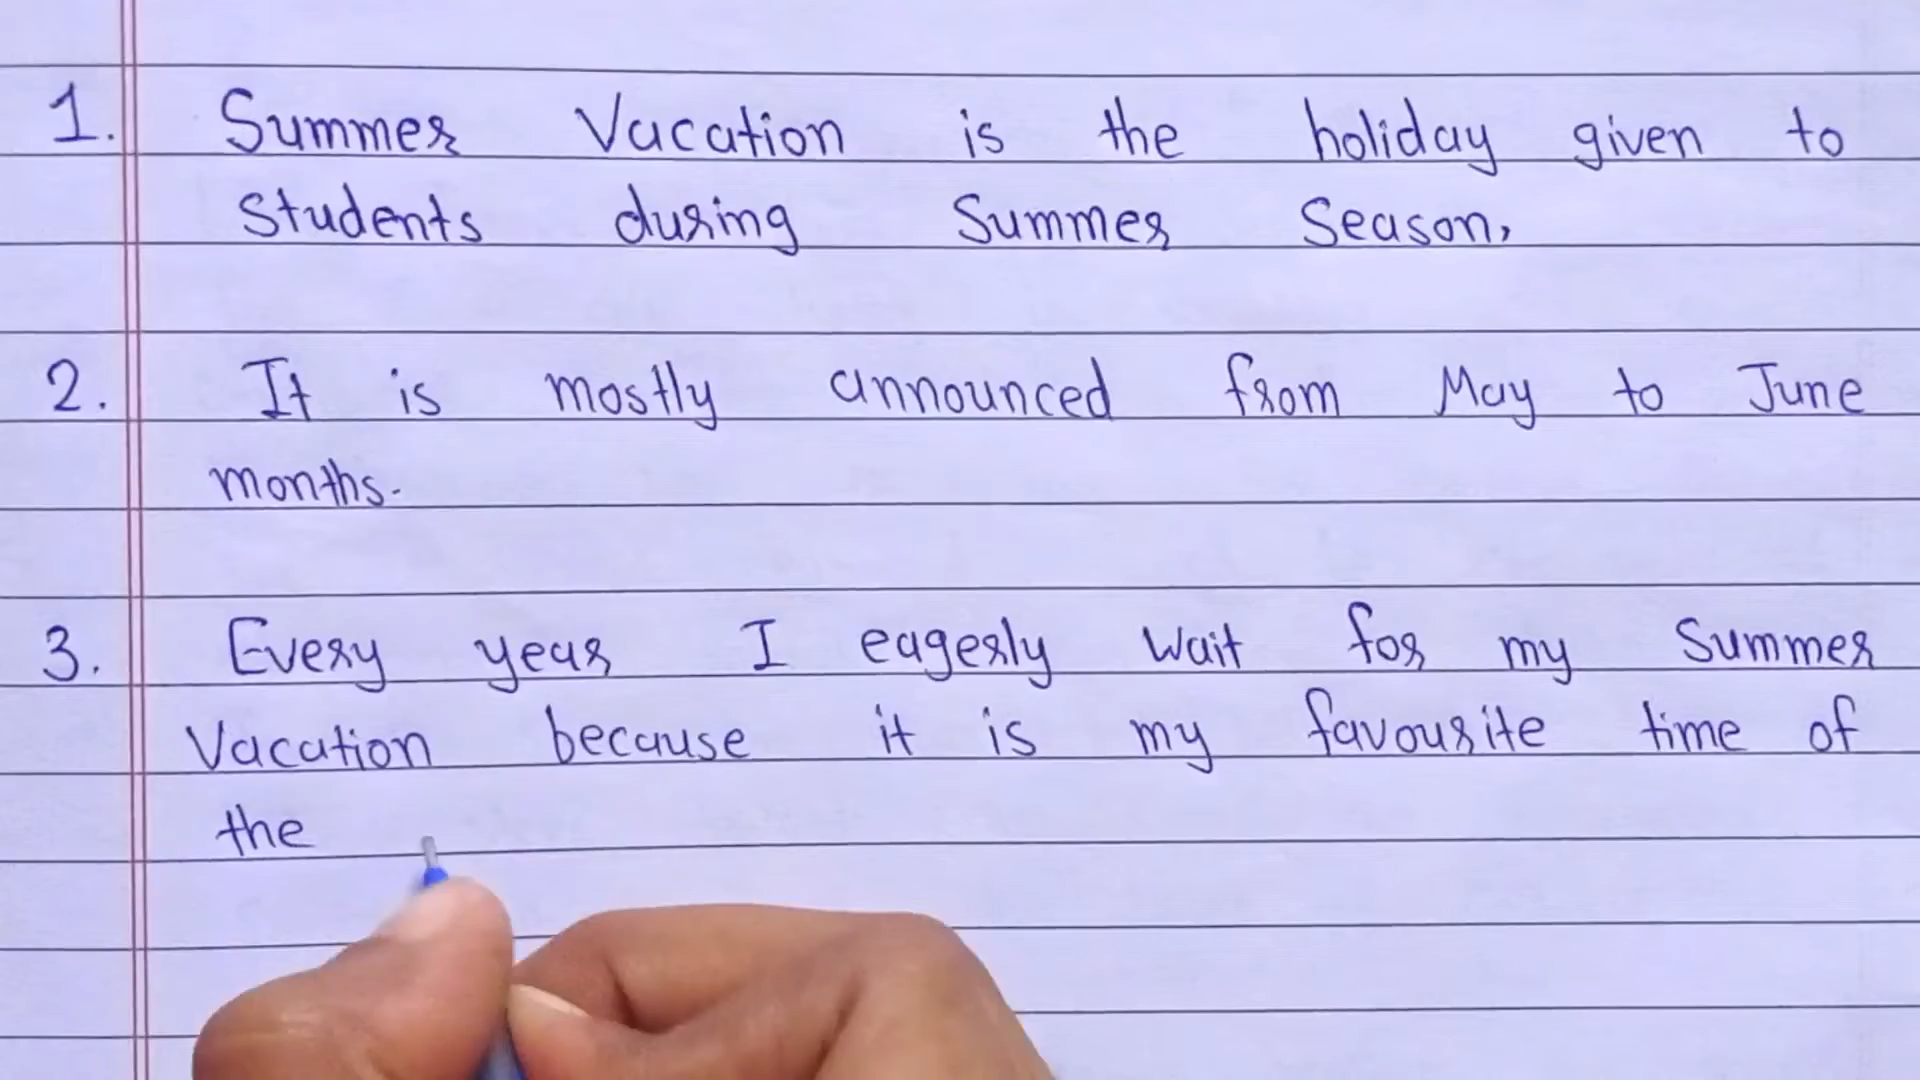 1. Summer Vacation is the holiday given to
Students during Summer Season,
2. It is mostly announced from May to June
months.
3. Every year I eagerly wait for my Summer
Vacation because it is my favourite time of
the